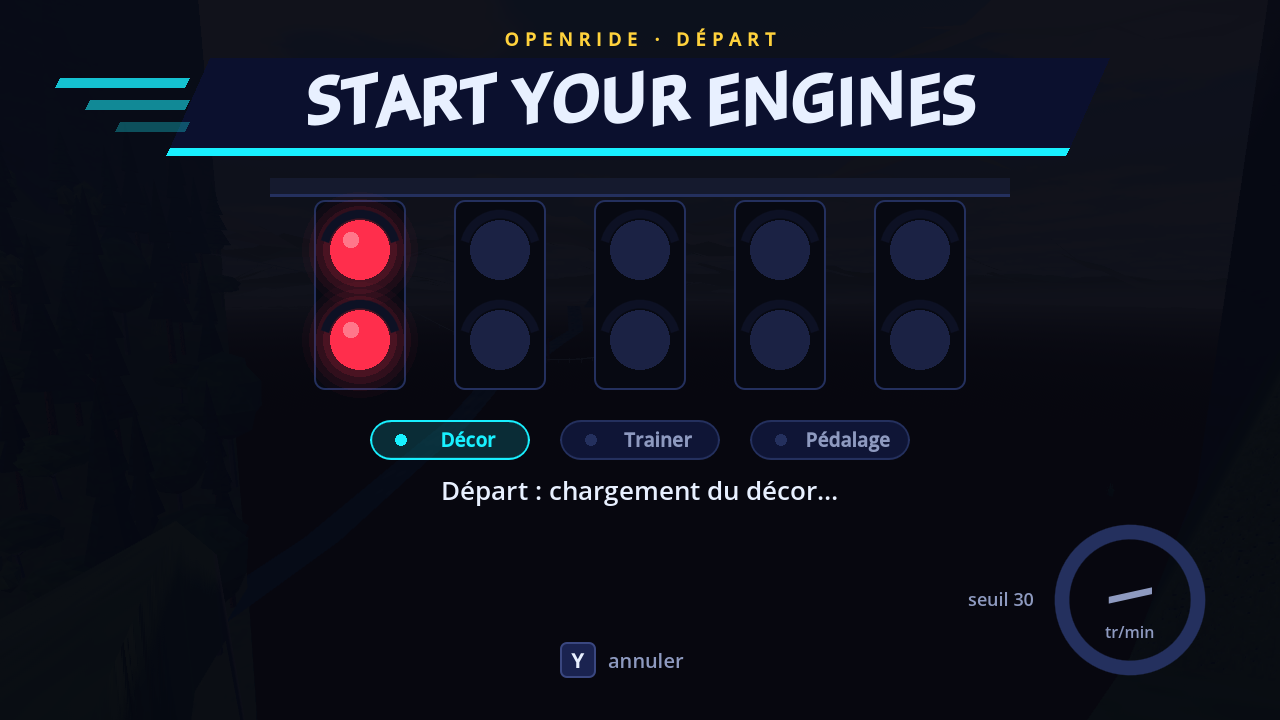 OPENRIDE · DÉPART
START YOUR ENGINES
Décor
Trainer
Pédalage
Départ : chargement du décor...
seuil 30
—
tr/min
Y annuler